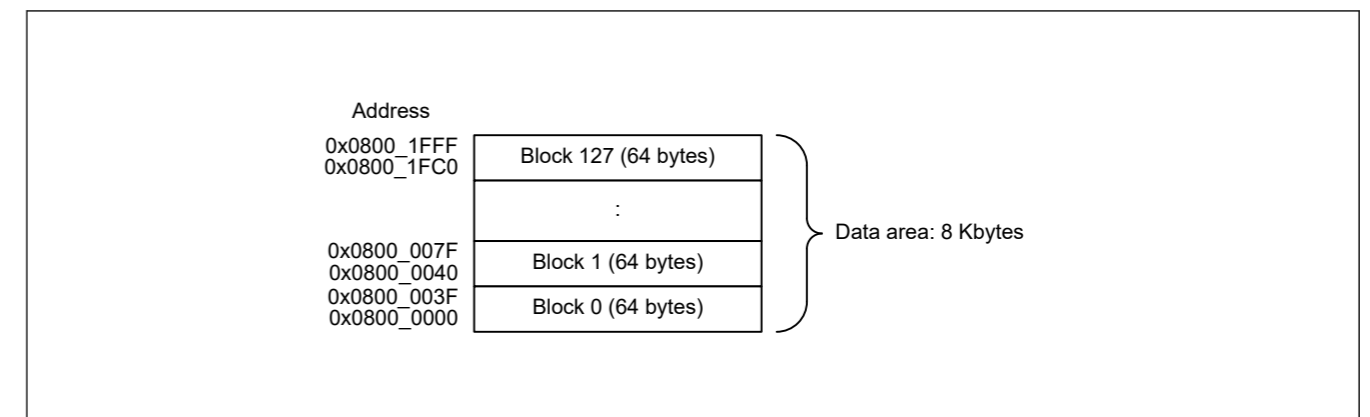 Address
0x0800_1FFF
0x0800_1FC0
Block 127 (64 bytes)
:
Data area: 8 Kbytes
0x0800_007F
0x0800_0040
Block 1 (64 bytes)
0x0800_003F
0x0800_0000
Block 0 (64 bytes)